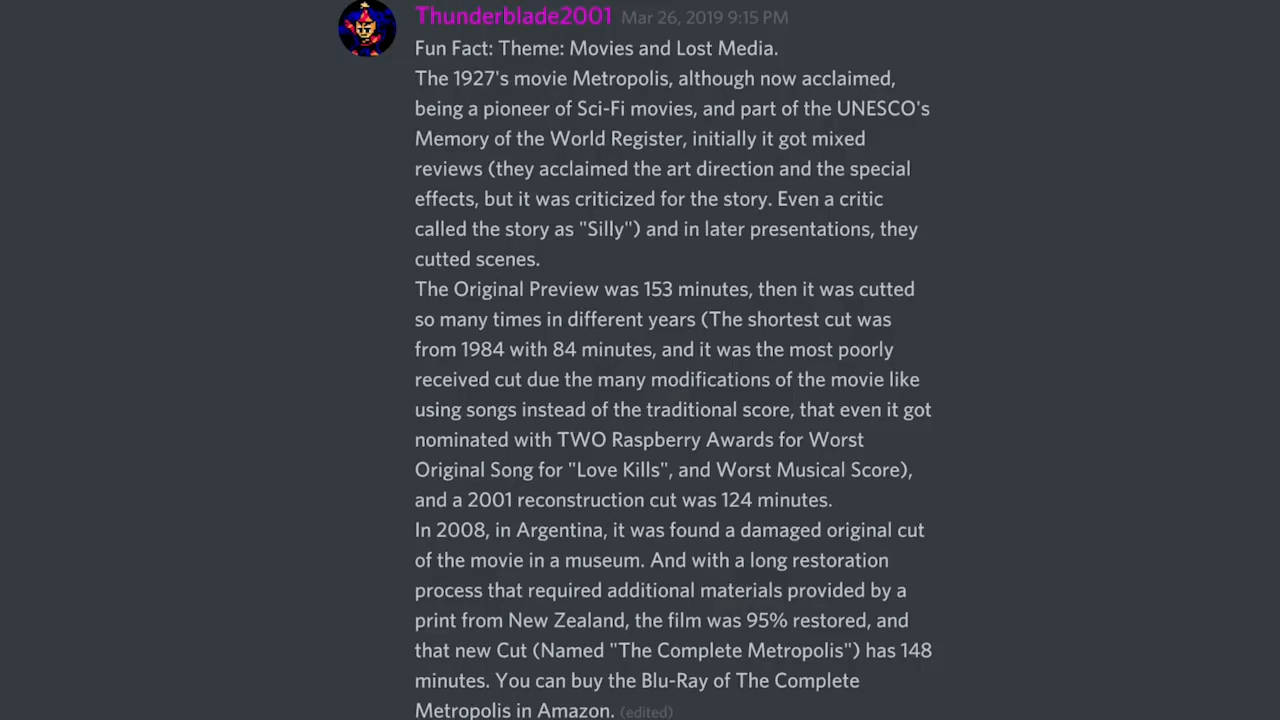 Thunderblade2001 Mar 26, 2019 9:15 PM
Fun Fact: Theme: Movies and Lost Media.
The 1927's movie Metropolis, although now acclaimed,
being a pioneer of Sci-Fi movies, and part of the UNESCO's
Memory of the World Register, initially it got mixed
reviews (they acclaimed the art direction and the special
effects, but it was criticized for the story. Even a critic
called the story as "Silly") and in later presentations, they
cutted scenes.
The Original Preview was 153 minutes, then it was cutted
so many times in different years (The shortest cut was
from 1984 with 84 minutes, and it was the most poorly
received cut due the many modifications of the movie like
using songs instead of the traditional score, that even it got
nominated with TWO Raspberry Awards for Worst
Original Song for "Love Kills", and Worst Musical Score),
and a 2001 reconstruction cut was 124 minutes.
In 2008, in Argentina, it was found a damaged original cut
of the movie in a museum. And with a long restoration
process that required additional materials provided by a
print from New Zealand, the film was 95% restored, and
that new Cut (Named "The Complete Metropolis") has 148
minutes. You can buy the Blu-Ray of The Complete
Metropolis in Amazon. (edited)